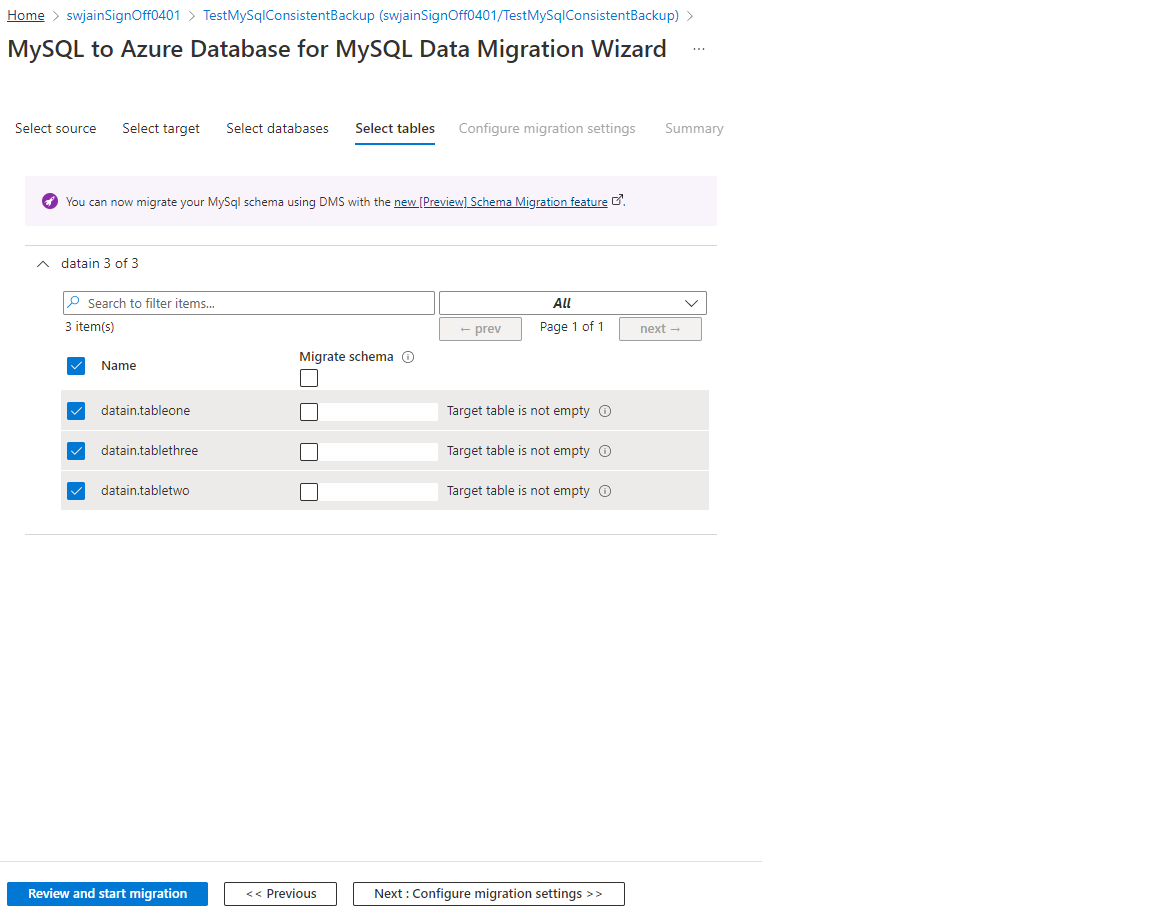 Home > swjainSignOff0401 > TestMySqlConsistentBackup (swjainSignOff0401/TestMySqlConsistentBackup) >
MySQL to Azure Database for MySQL Data Migration Wizard ...
Select source Select target Select databases Select tables Configure migration settings Summary
You can now migrate your MySql schema using DMS with the new [Preview] Schema Migration feature.
datain 3 of 3
Search to filter items... All
3 item(s) ← prev Page 1 of 1 next →
Name Migrate schema
datain.tableone Target table is not empty
datain.tablethree Target table is not empty
datain.tabletwo Target table is not empty
Review and start migration << Previous Next : Configure migration settings >>